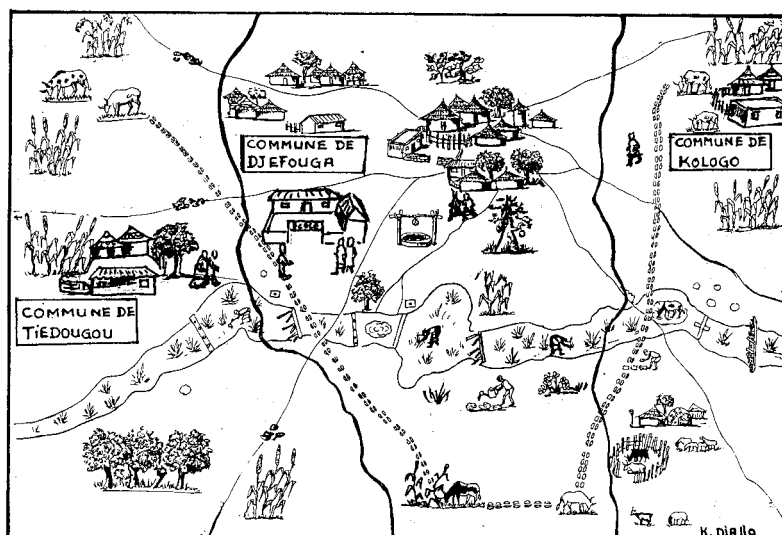 COMMUNE DE
DJEFOUGA
COMMUNE DE
KOLOGO
COMMUNE DE
TIEDOUGOU
K. Diallo